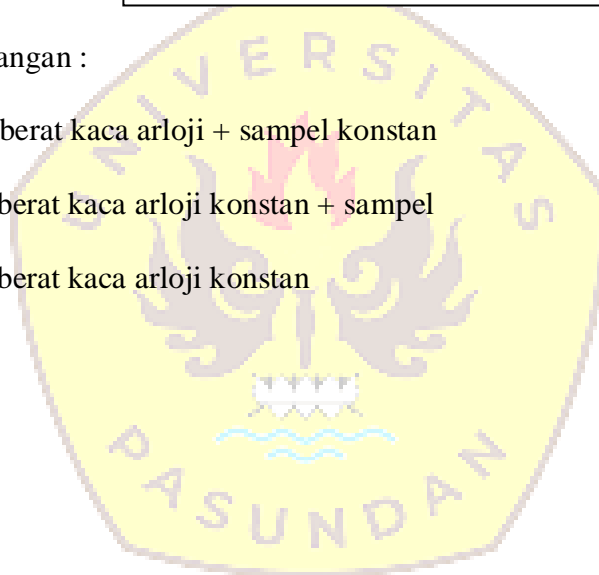 angan :
berat kaca arloji + sampel konstan
berat kaca arloji konstan + sampel
berat kaca arloji konstan
UNIVERSITAS
PASUNDAN